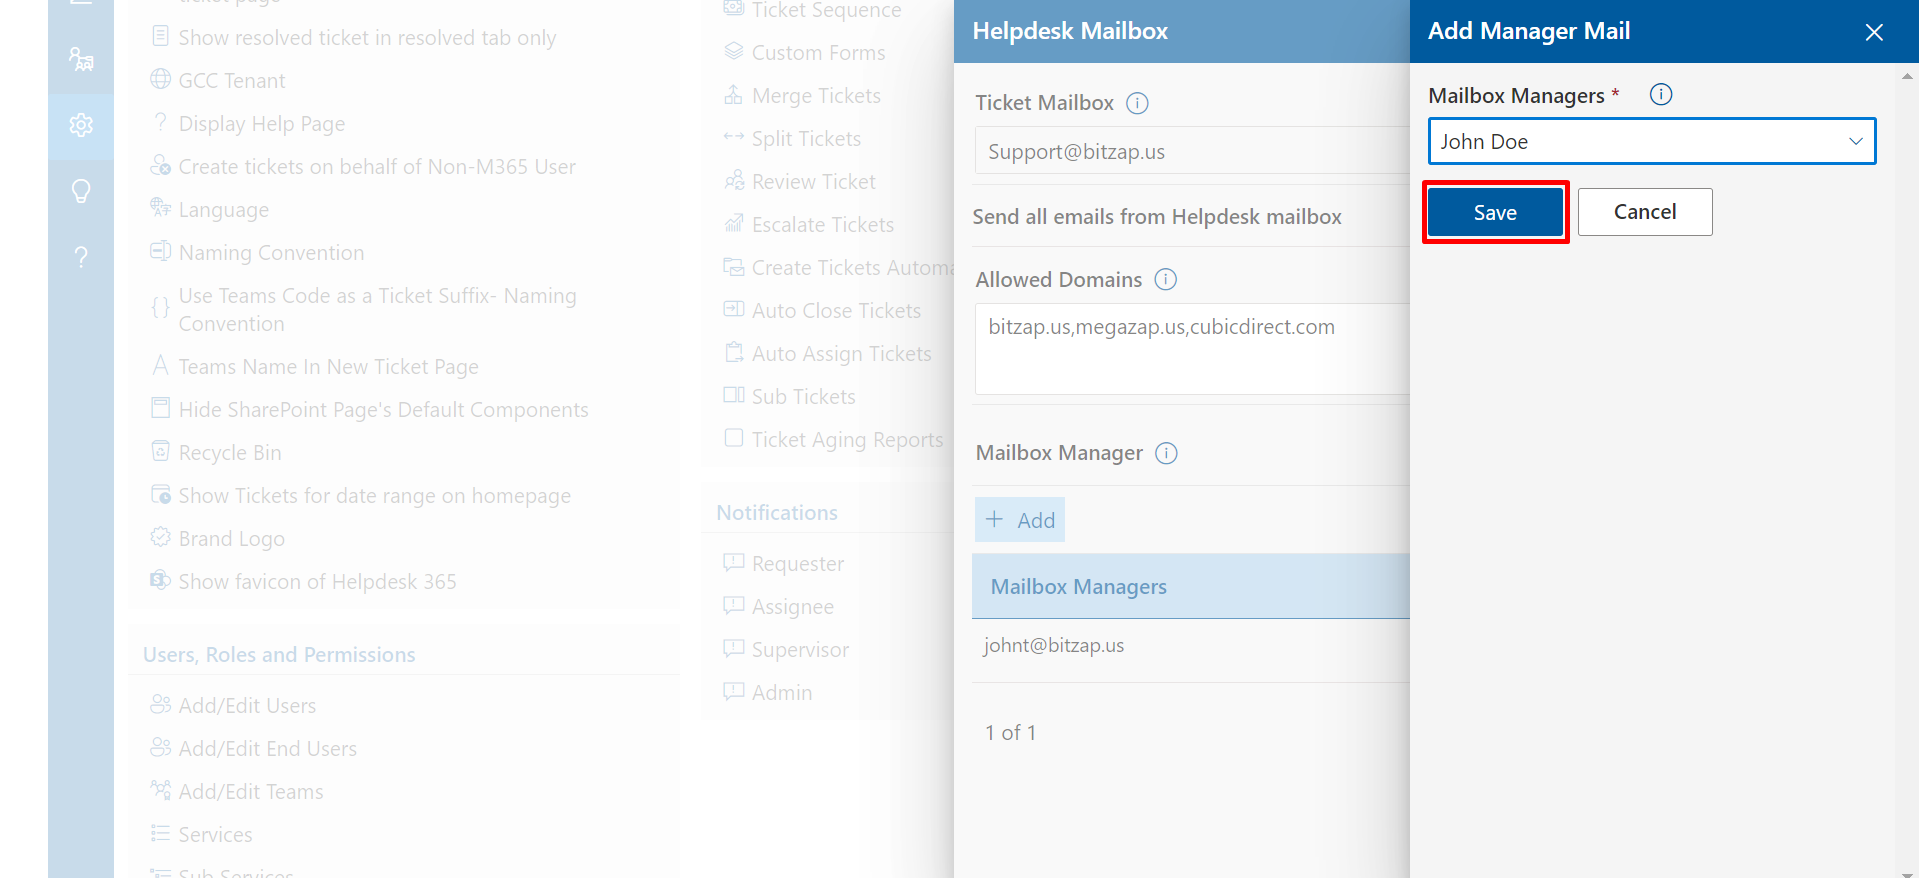 ticket page
Show resolved ticket in resolved tab only
GCC Tenant
Display Help Page
Create tickets on behalf of Non-M365 User
Language
Naming Convention
Use Teams Code as a Ticket Suffix- Naming
Convention
Teams Name In New Ticket Page
Hide SharePoint Page's Default Components
Recycle Bin
Show Tickets for date range on homepage
Brand Logo
Show favicon of Helpdesk 365
Users, Roles and Permissions
Add/Edit Users
Add/Edit End Users
Add/Edit Teams
Services
Sub Services
Ticket Sequence
Custom Forms
Merge Tickets
Split Tickets
Review Ticket
Escalate Tickets
Create Tickets Automa
Auto Close Tickets
Auto Assign Tickets
Sub Tickets
Ticket Aging Reports
Notifications
Requester
Assignee
Supervisor
Admin
Helpdesk Mailbox
Ticket Mailbox
Support@bitzap.us
Send all emails from Helpdesk mailbox
Allowed Domains
bitzap.us,megazap.us,cubicdirect.com
Mailbox Manager
+ Add
Mailbox Managers
johnt@bitzap.us
1 of 1
Add Manager Mail
Mailbox Managers *
John Doe
Save
Cancel